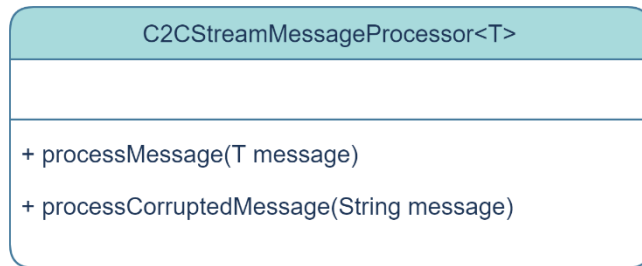 C2CStreamMessageProcessor<T>
+ processMessage(T message)
+ processCorruptedMessage(String message)